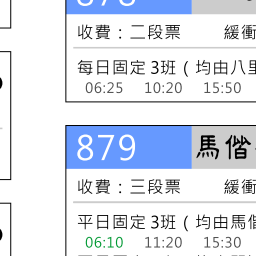 收費：二段票 緩衝
每日固定 3班 ( 均由八里
06:25 10:20 15:50
879 馬偕
收費：三段票 緩衝
平日固定 3班 ( 均由馬偕
06:10 11:20 15:30